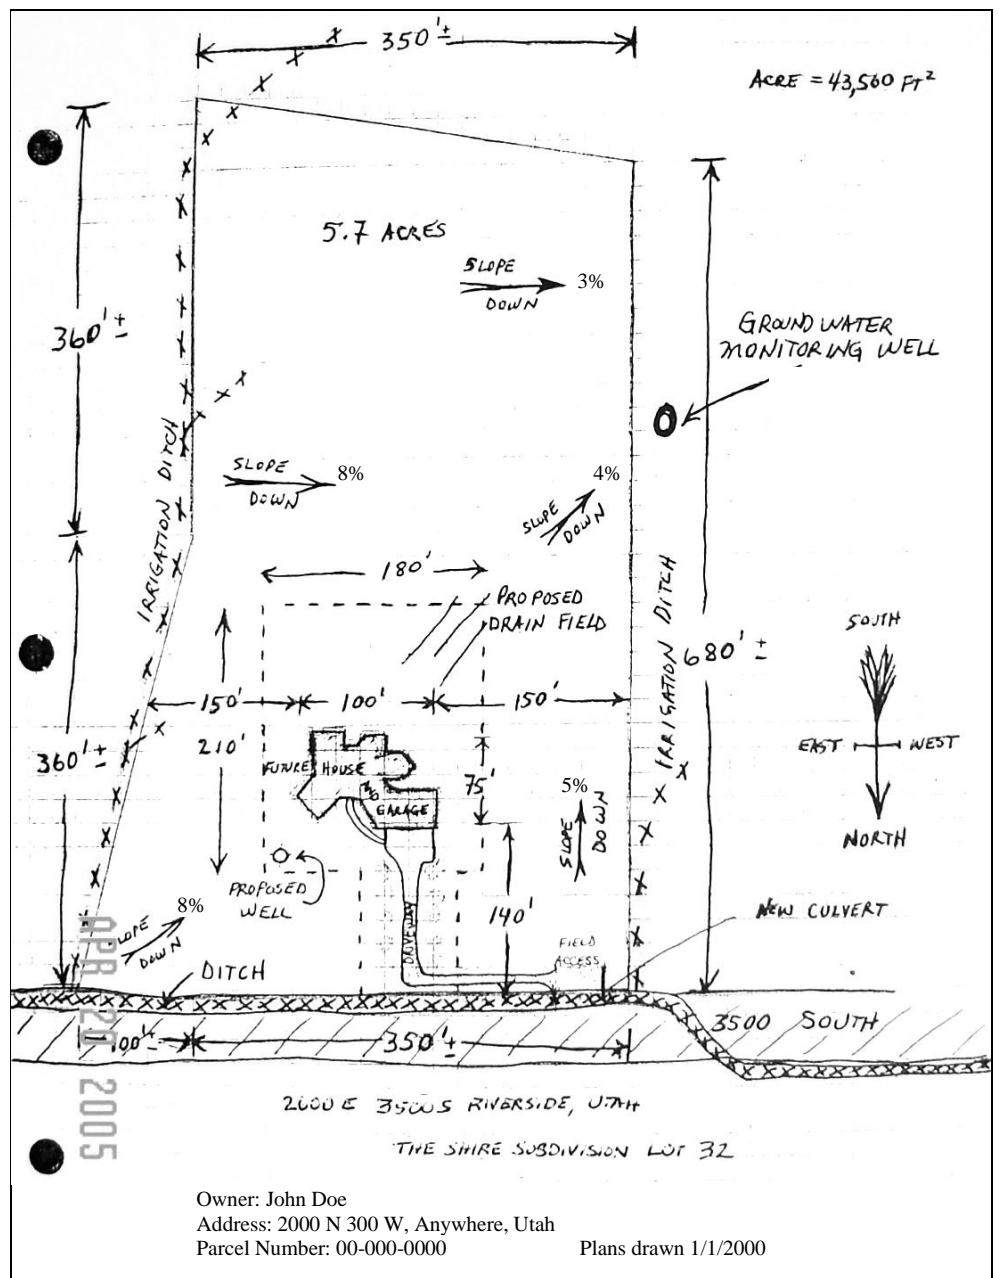 350'±
ACRE = 43,560 FT²
5.7 ACRES
SLOPE
DOWN
3%
360'±
GROUND WATER
MONITORING WELL
IRRIGATION DITCH
SLOPE
DOWN
8%
4%
SLOPE
DOWN
180'
PROPOSED
DRAIN FIELD
IRRIGATION DITCH
680'±
SOUTH
EAST WEST
NORTH
150' 100' 150'
210'
360'±
FUTURE HOUSE
GARAGE
75'
5%
SLOPE
DOWN
PROPOSED
WELL
140'
DRIVEWAY
NEW CULVERT
8%
SLOPE
DOWN
FIELD
ACCESS
DITCH
3500 SOUTH
100'± 350'±
APR 26 2005
2000 E 3500 S RIVERSIDE, UTAH
THE SHIRE SUBDIVISION LOT 32
Owner: John Doe
Address: 2000 N 300 W, Anywhere, Utah
Parcel Number: 00-000-0000 Plans drawn 1/1/2000